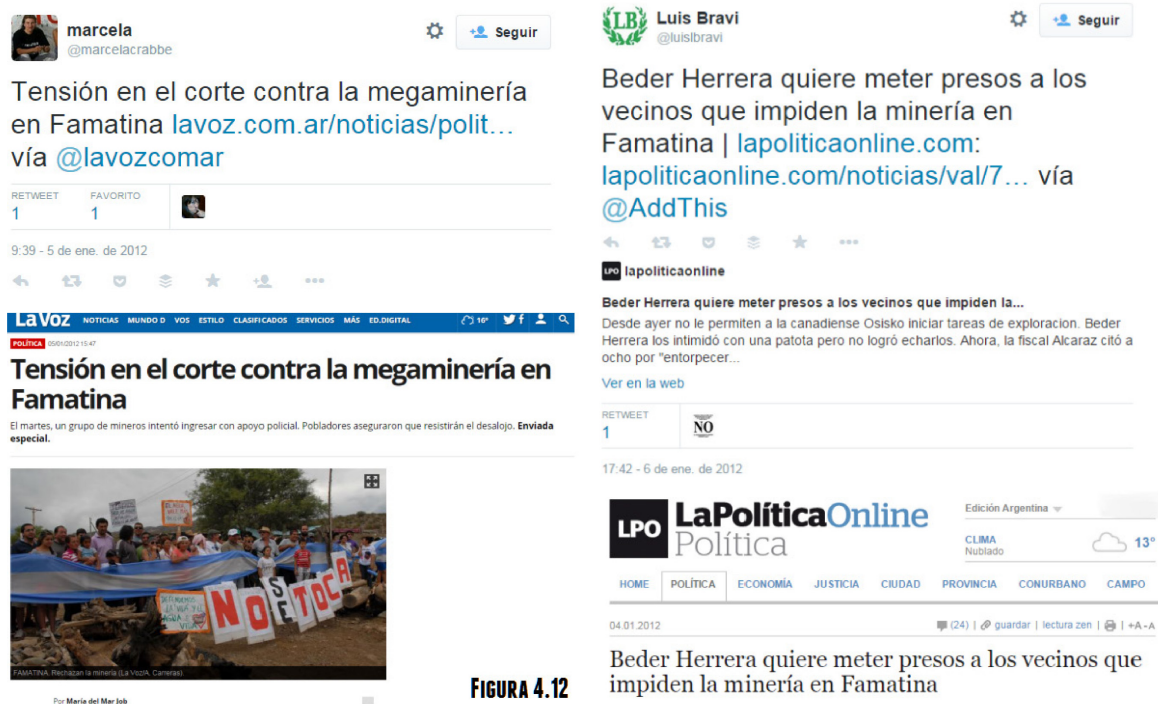 marcela
@marcelacrabbe
Seguir
Tensión en el corte contra la megaminería
en Famatina lavoz.com.ar/noticias/polit...
vía @lavozcomar
RETWEET FAVORITO
1 1
9:39 - 5 de ene. de 2012
LaVOZ NOTICIAS MUNDO D VOS ESTILO CLASIFICADOS SERVICIOS MÁS ED.DIGITAL 16°
POLÍTICA 05/01/2012 15:47
Tensión en el corte contra la megaminería en
Famatina
El martes, un grupo de mineros intentó ingresar con apoyo policial. Pobladores aseguraron que resistirán el desalojo. Enviada
especial.
NO SE TOCA
FAMATINA. Rechazan la minería (La Voz/A. Carreras).
Por María del Mar Job
FIGURA 4.12
LB
Luis Bravi
@luislbravi
Seguir
Beder Herrera quiere meter presos a los
vecinos que impiden la minería en
Famatina | lapoliticaonline.com:
lapoliticaonline.com/noticias/val/7... vía
@AddThis
LPO lapoliticaonline
Beder Herrera quiere meter presos a los vecinos que impiden la...
Desde ayer no le permiten a la canadiense Osisko iniciar tareas de exploracion. Beder
Herrera los intimidó con una patota pero no logró echarlos. Ahora, la fiscal Alcaraz citó a
ocho por "entorpecer...
Ver en la web
RETWEET
1
NO
17:42 - 6 de ene. de 2012
LPO LaPolíticaOnline
Política
Edición Argentina
CLIMA
Nublado
13°
HOME POLÍTICA ECONOMÍA JUSTICIA CIUDAD PROVINCIA CONURBANO CAMPO
04.01.2012 (24) | guardar | lectura zen | | +A-A
Beder Herrera quiere meter presos a los vecinos que
impiden la minería en Famatina